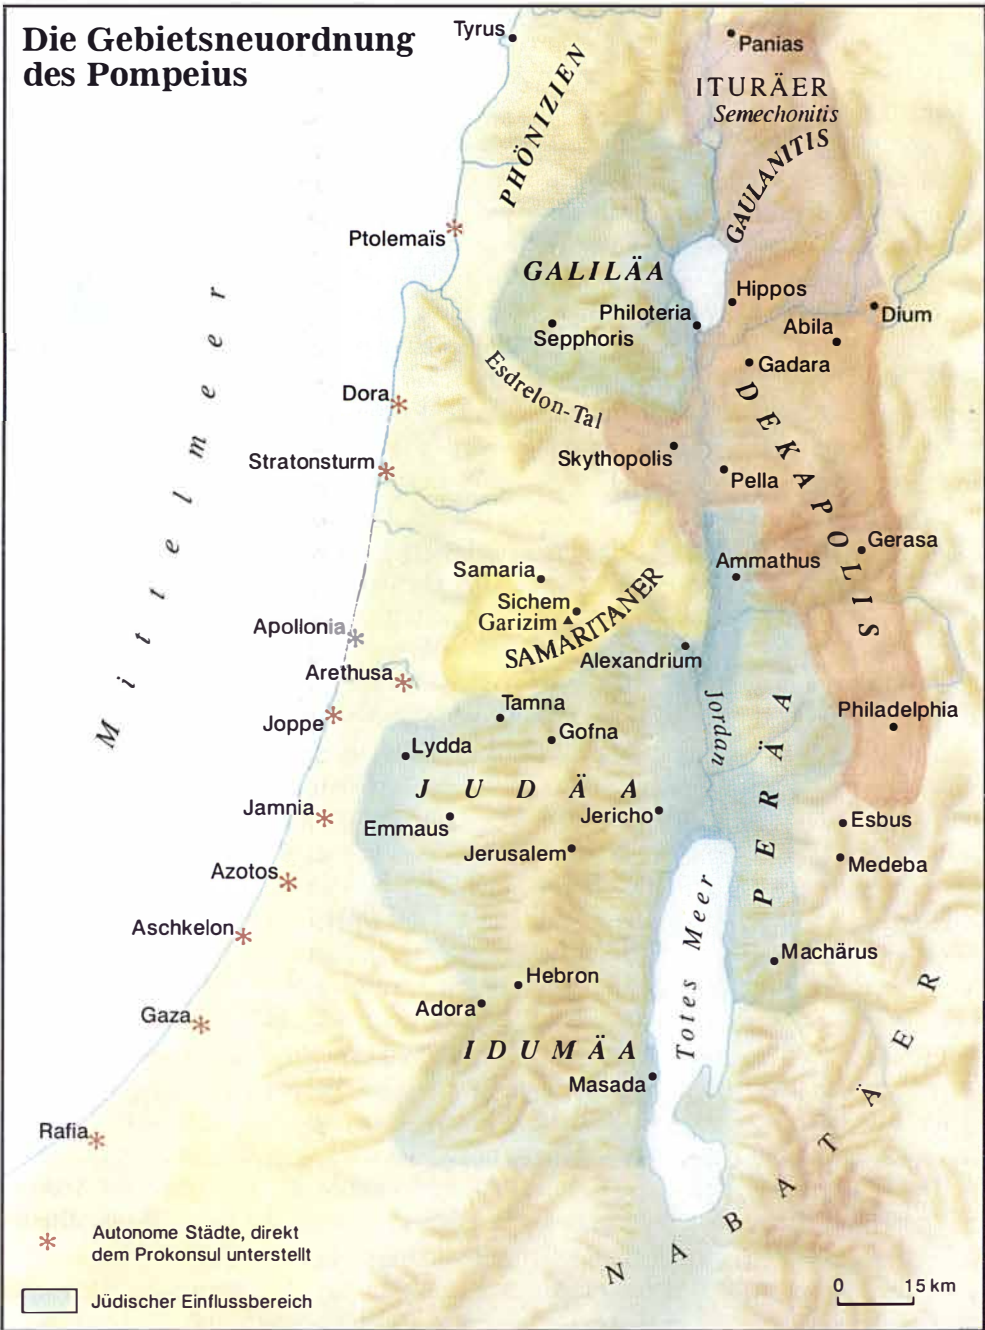 Die Gebietsneuordnung
des Pompeius
Tyrus
Panias
PHÖNIZIEN
ITURÄER
Semechonitis
GAULANITIS
Ptolemaïs
GALILÄA
Hippos
Philoteria
Dium
Sepphoris
Abila
Gadara
Esdrelon-Tal
Dora
DEKAPOLIS
Mittelmeer
Stratonsturm
Skythopolis
Pella
Gerasa
Samaria
Ammathus
Sichem
Garizim
SAMARITANER
Apollonia
Alexandrium
Arethusa
Jordan
Tamna
Joppe
Gofna
Philadelphia
Lydda
JUDÄA
PERÄA
Jamnia
Jericho
Esbus
Emmaus
Jerusalem
Medeba
Azotos
Totes Meer
Aschkelon
Machärus
Hebron
Adora
Gaza
IDUMÄA
Masada
NABATÄER
Rafia
Autonome Städte, direkt
dem Prokonsul unterstellt
Jüdischer Einflussbereich
0 15 km